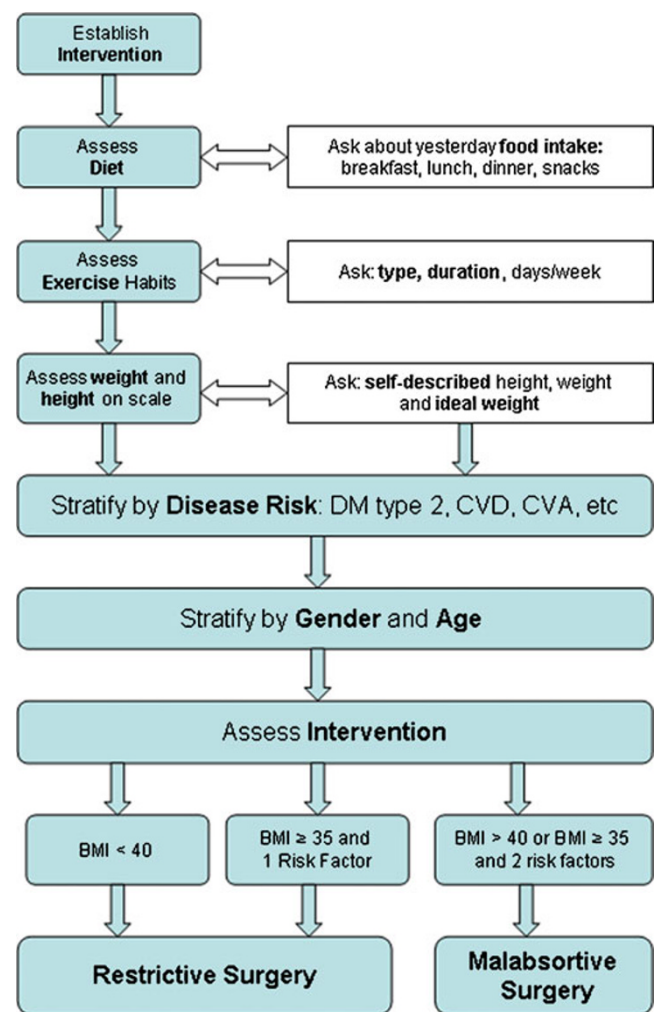 Establish
Intervention
Assess
Diet
Ask about yesterday food intake:
breakfast, lunch, dinner, snacks
Assess
Exercise Habits
Ask: type, duration, days/week
Assess weight and
height on scale
Ask: self-described height, weight
and ideal weight
Stratify by Disease Risk: DM type 2, CVD, CVA, etc
Stratify by Gender and Age
Assess Intervention
BMI < 40
BMI ≥ 35 and
1 Risk Factor
BMI > 40 or BMI ≥ 35
and 2 risk factors
Restrictive Surgery
Malabsortive
Surgery